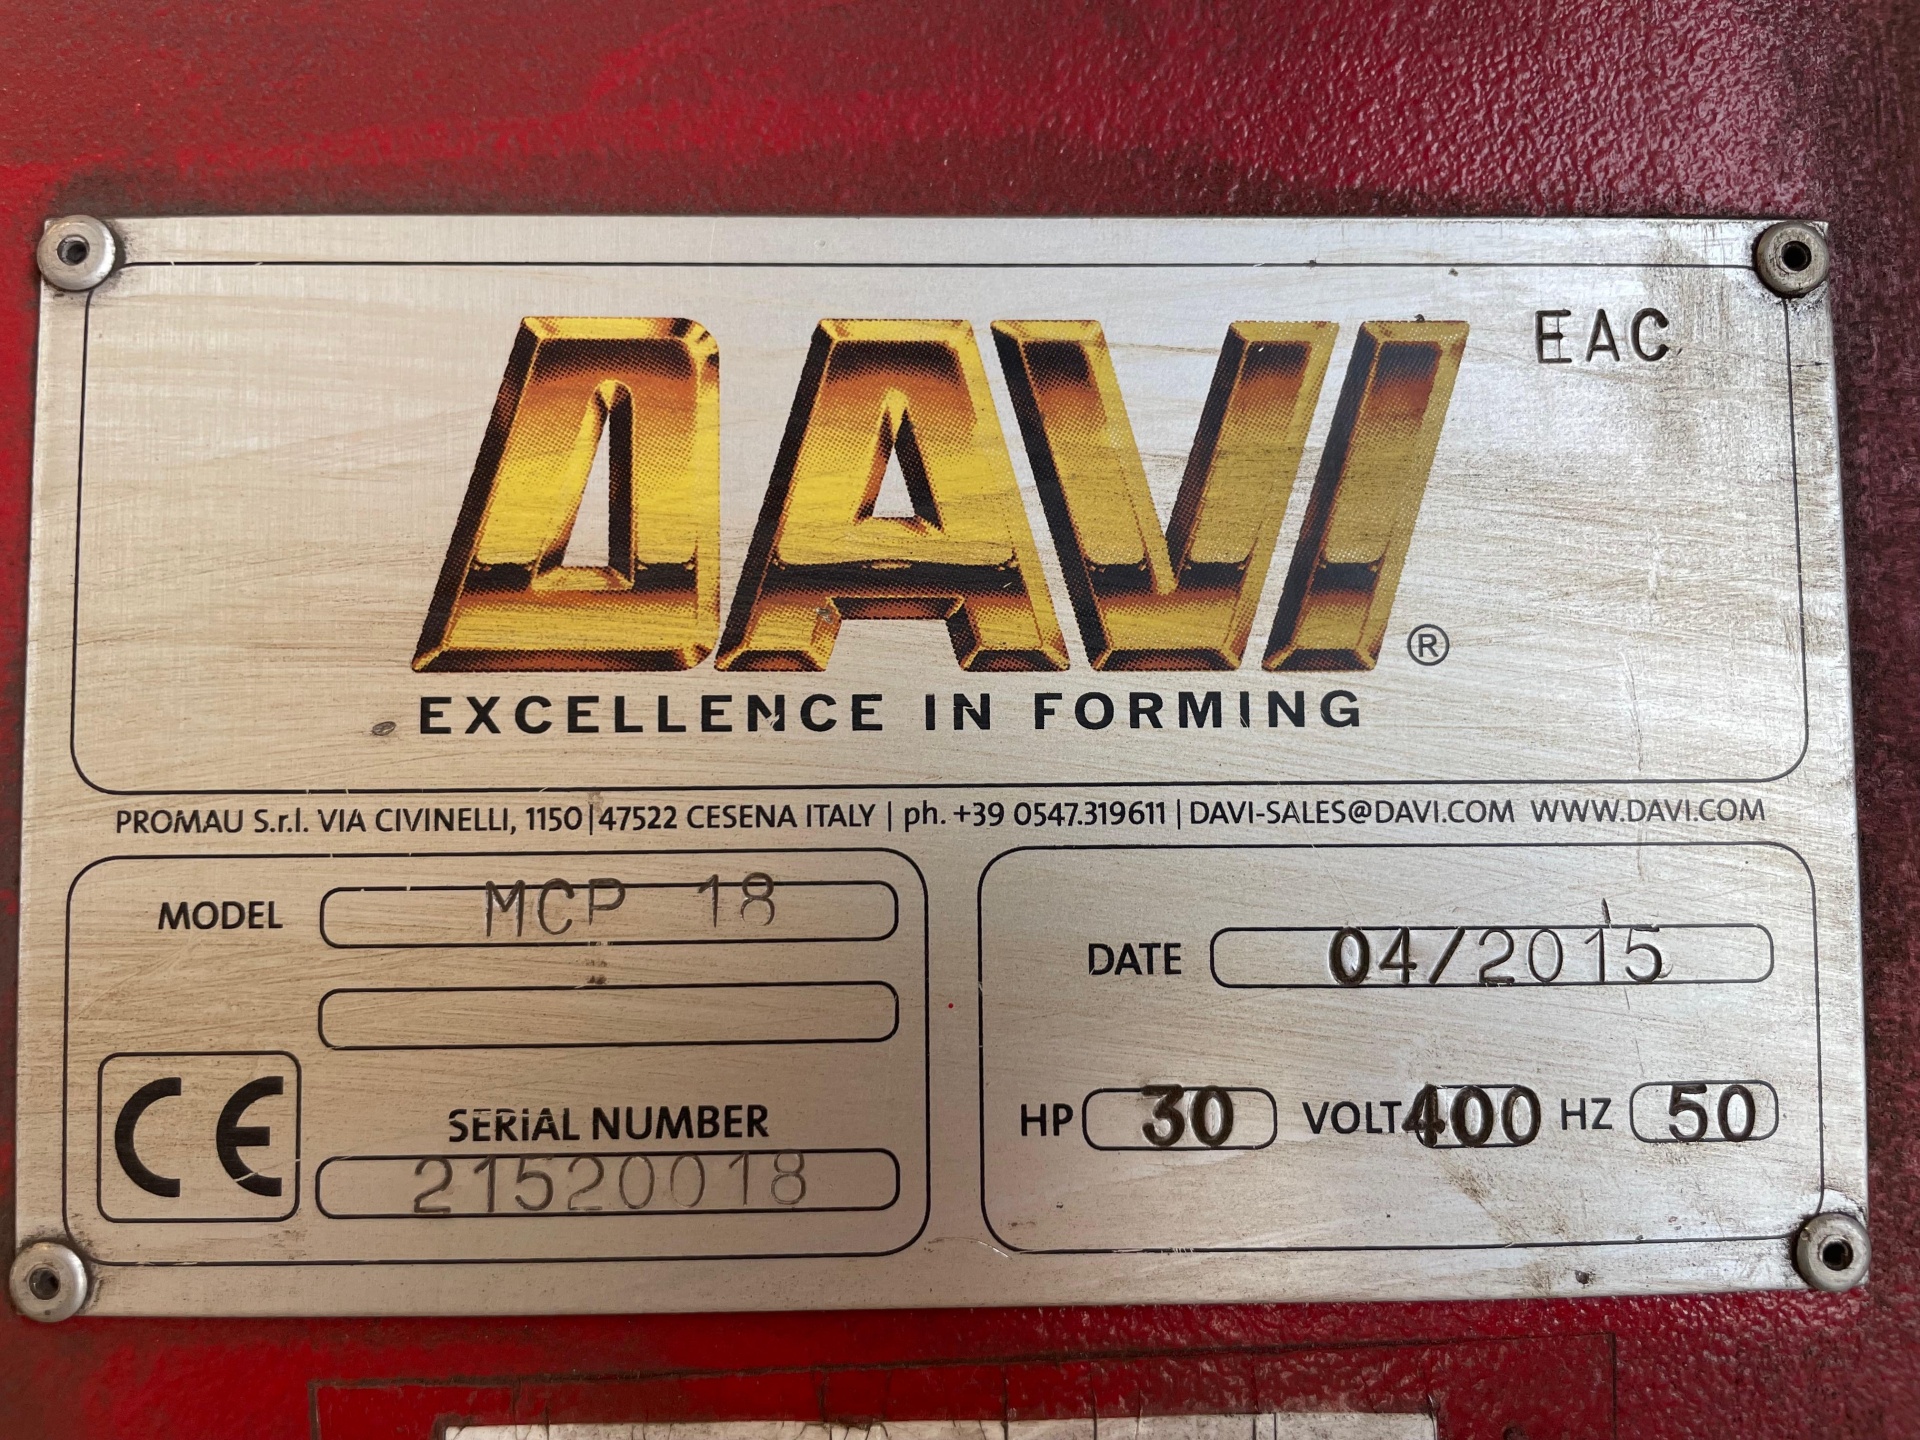 EAC
DAVI®
EXCELLENCE IN FORMING
PROMAU S.r.l. VIA CIVINELLI, 1150|47522 CESENA ITALY | ph. +39 0547.319611 | DAVI-SALES@DAVI.COM WWW.DAVI.COM
MODEL MCP 18
CE
SERIAL NUMBER
21520018
DATE 04/2015
HP 30 VOLT 400 HZ 50